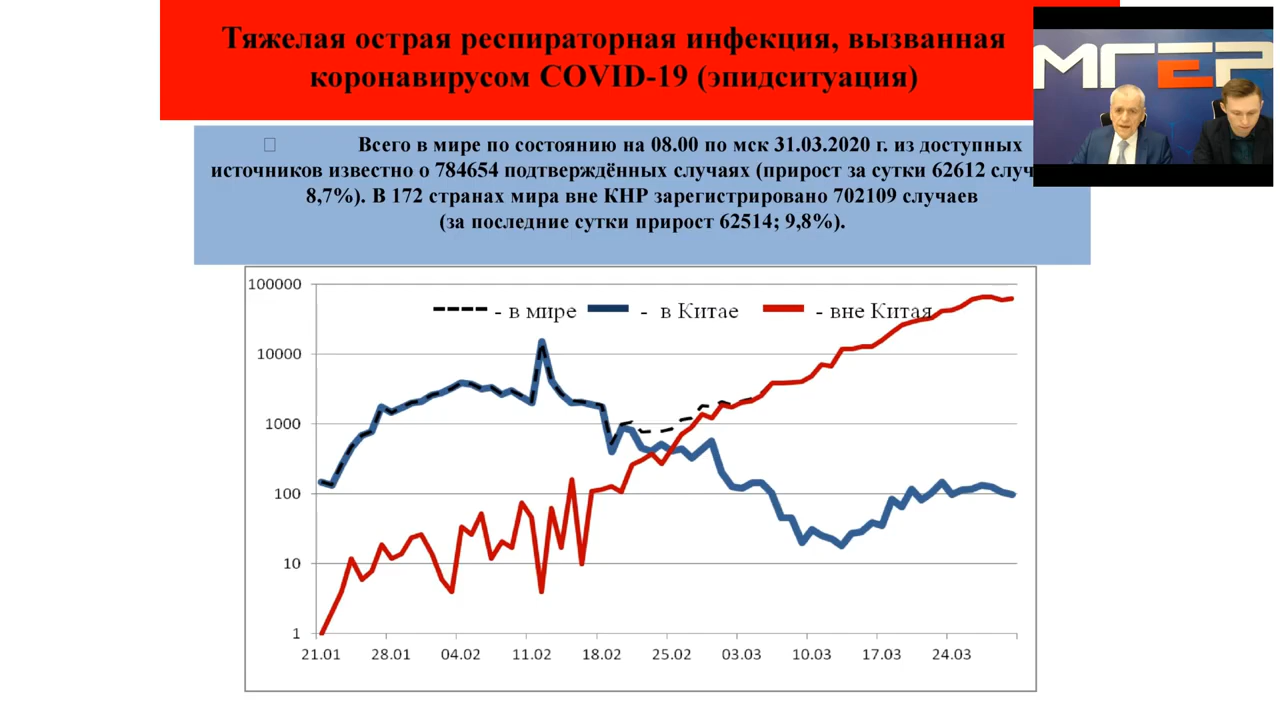 Тяжелая острая респираторная инфекция, вызванная
коронавирусом COVID-19 (эпидситуация)
МГЕР
Всего в мире по состоянию на 08.00 по мск 31.03.2020 г. из доступных
источников известно о 784654 подтверждённых случаях (прирост за сутки 62612
8,7%). В 172 странах мира вне КНР зарегистрировано 702109 случаев
(за последние сутки прирост 62514; 9,8%).
- в мире - в Китае - вне Китая
100000
10000
1000
100
10
1
21.01 28.01 04.02 11.02 18.02 25.02 03.03 10.03 17.03 24.03